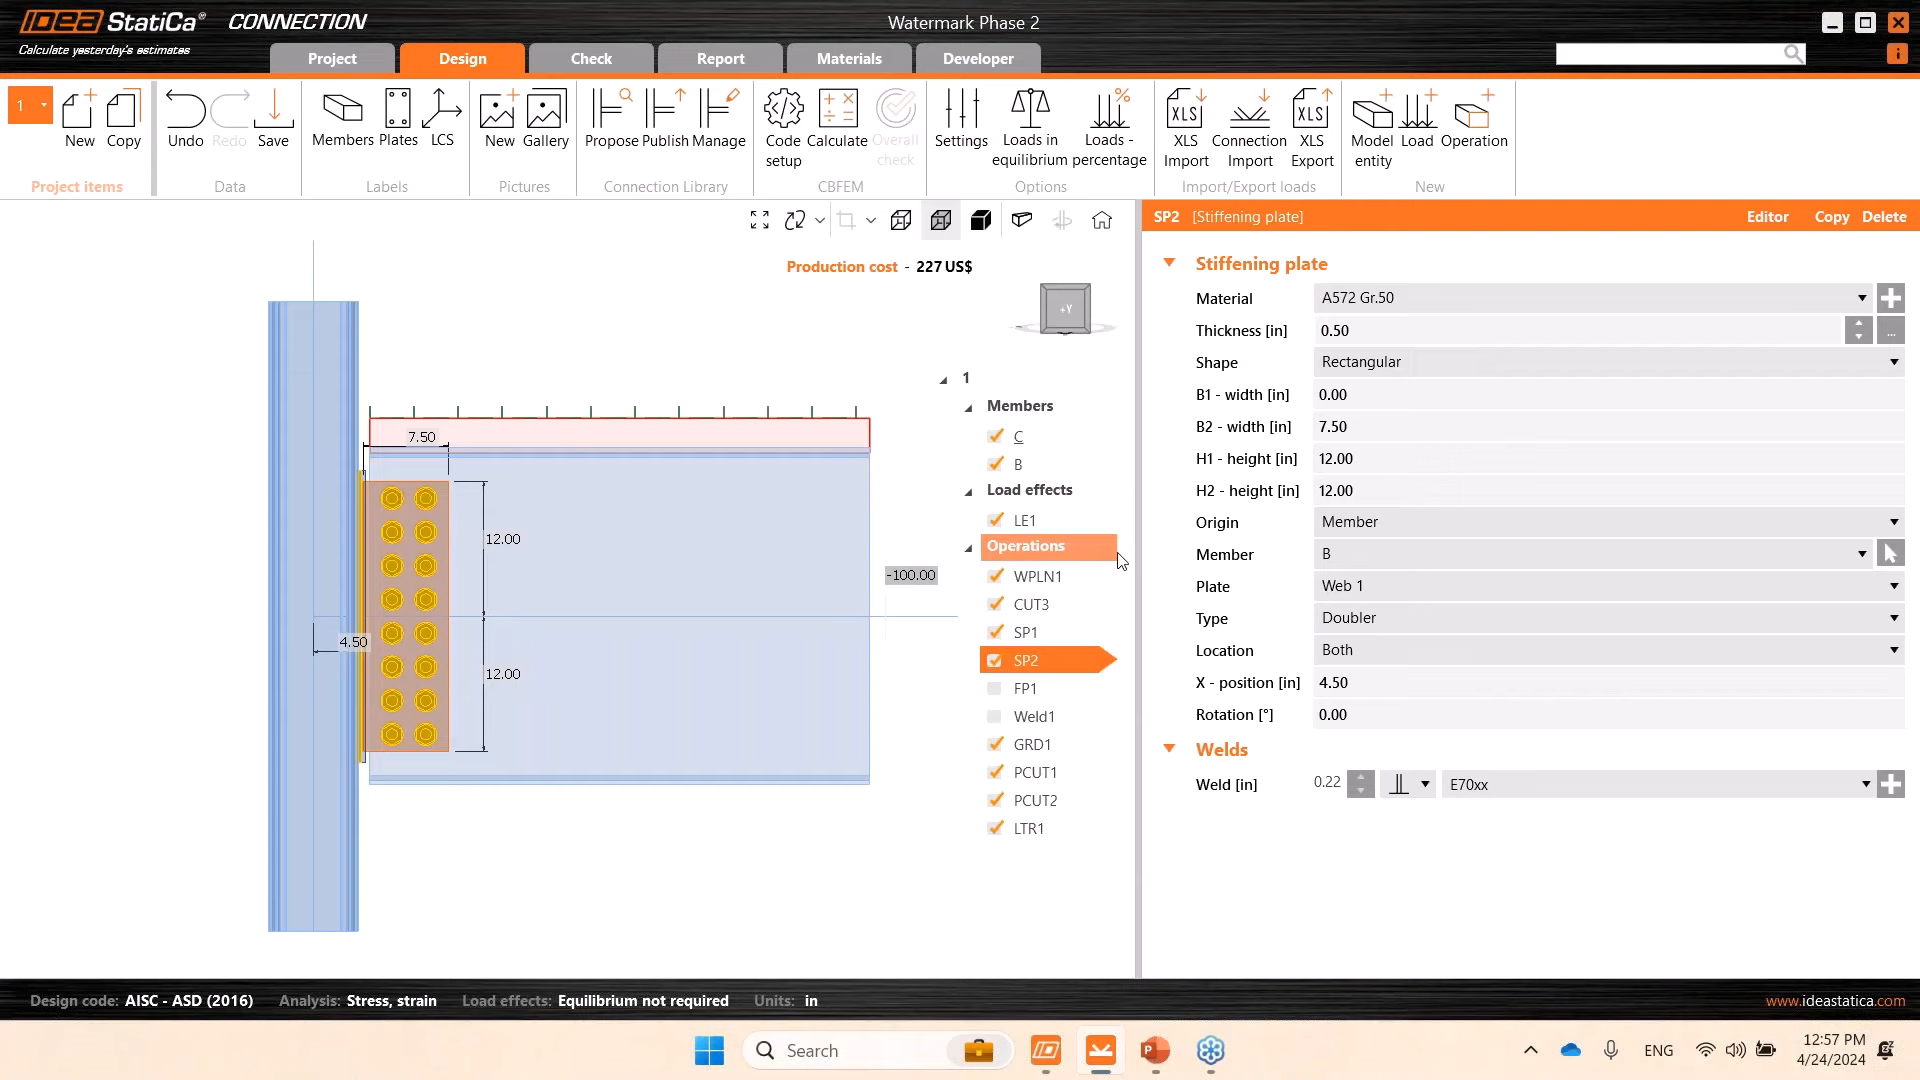 IDEA StatiCa® CONNECTION
Calculate yesterday's estimates
Watermark Phase 2
Project Design Check Report Materials Developer
1 New Copy Undo Redo Save Members Plates LCS New Gallery Propose Publish Manage Code setup Calculate Overall check Settings Loads in equilibrium Loads - percentage XLS Import Connection Import XLS Export Model entity Load Operation
Project items Data Labels Pictures Connection Library CBFEM Options Import/Export loads New
SP2 [Stiffening plate] Editor Copy Delete
Production cost - 227 US$
+Y
7.50
12.00
4.50
12.00
-100.00
1
Members
C
B
Load effects
LE1
Operations
WPLN1
CUT3
SP1
SP2
FP1
Weld1
GRD1
PCUT1
PCUT2
LTR1
Stiffening plate
Material A572 Gr.50
Thickness [in] 0.50 ...
Shape Rectangular
B1 - width [in] 0.00
B2 - width [in] 7.50
H1 - height [in] 12.00
H2 - height [in] 12.00
Origin Member
Member B
Plate Web 1
Type Doubler
Location Both
X - position [in] 4.50
Rotation [°] 0.00
Welds
Weld [in] 0.22 E70xx
Design code: AISC - ASD (2016) Analysis: Stress, strain Load effects: Equilibrium not required Units: in
www.ideastatica.com
Search
ENG
12:57 PM
4/24/2024